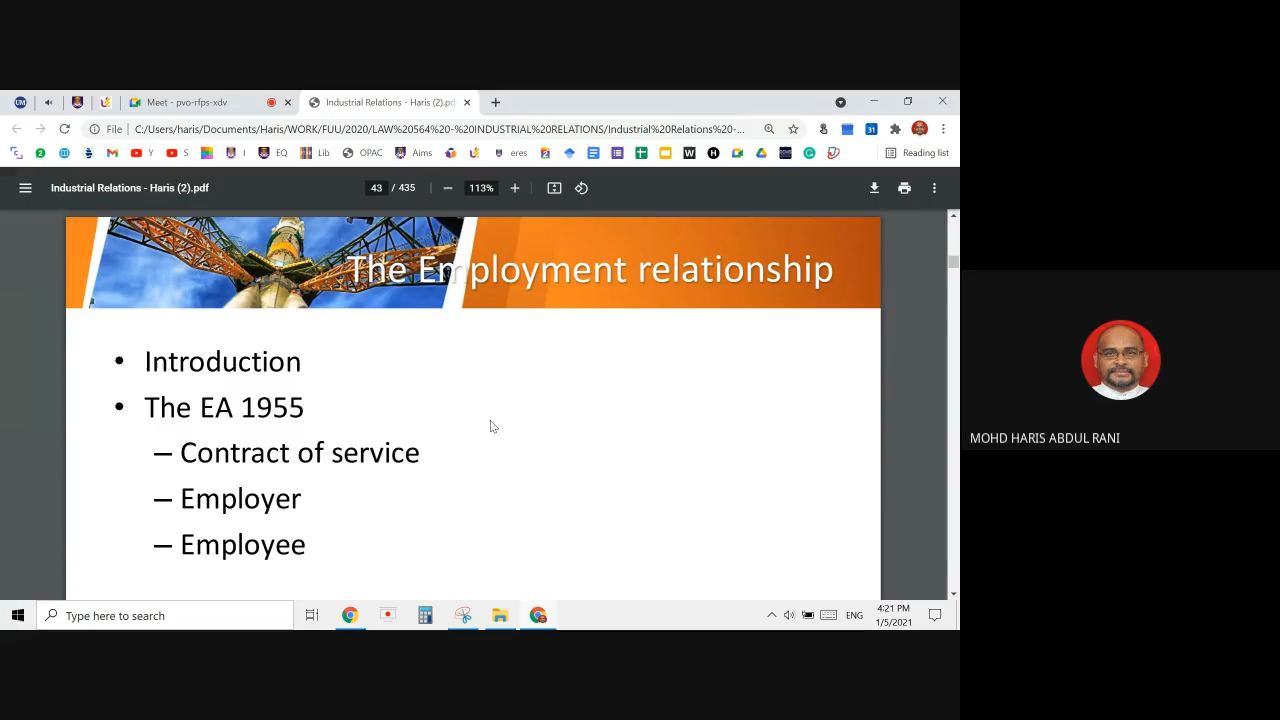 UM
Meet - pvo-rfps-xdv
Industrial Relations - Haris (2).pd
File
C:/Users/haris/Documents/Haris/WORK/FUU/2020/LAW%20564%20-%20INDUSTRIAL%20RELATIONS/Industrial%20Relations%20-...
Y
S
I
EQ
Lib
OPAC
Aims
eres
Reading list
Industrial Relations - Haris (2).pdf
43 / 435
113%
The Employment relationship
• Introduction
• The EA 1955
– Contract of service
– Employer
– Employee
MOHD HARIS ABDUL RANI
Type here to search
ENG
4:21 PM
1/5/2021